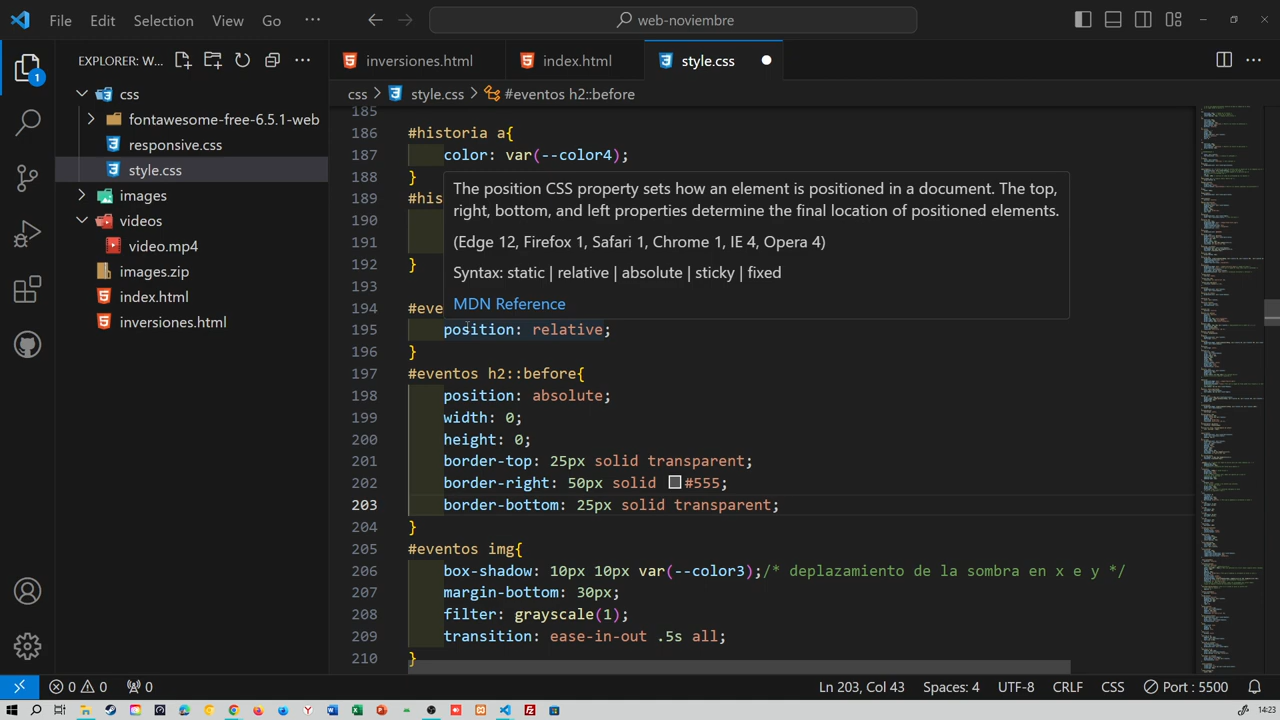 File Edit Selection View Go ··· web-noviembre
EXPLORER: W... inversiones.html index.html style.css
1
css css > style.css > #eventos h2::before
fontawesome-free-6.5.1-web
responsive.css
style.css
images
videos
video.mp4
images.zip
index.html
inversiones.html
185
186 #historia a{
187 color: var(--color4);
188 }
The position CSS property sets how an element is positioned in a document. The top,
189 #his
right, bottom, and left properties determine the final location of positioned elements.
190
191
(Edge 12, Firefox 1, Safari 1, Chrome 1, IE 4, Opera 4)
192 }
Syntax: static | relative | absolute | sticky | fixed
193
MDN Reference
194 #eve
195 position: relative;
196 }
197 #eventos h2::before{
198 position: absolute;
199 width: 0;
200 height: 0;
201 border-top: 25px solid transparent;
202 border-right: 50px solid #555;
203 border-bottom: 25px solid transparent;
204 }
205 #eventos img{
206 var(--color3);/*
207 margin-bottom: 30px;
208 filter: grayscale(1);
209 transition: ease-in-out .5s all;
210 }
0 0 0 Ln 203, Col 43 Spaces: 4 UTF-8 CRLF CSS Port : 5500
14:23